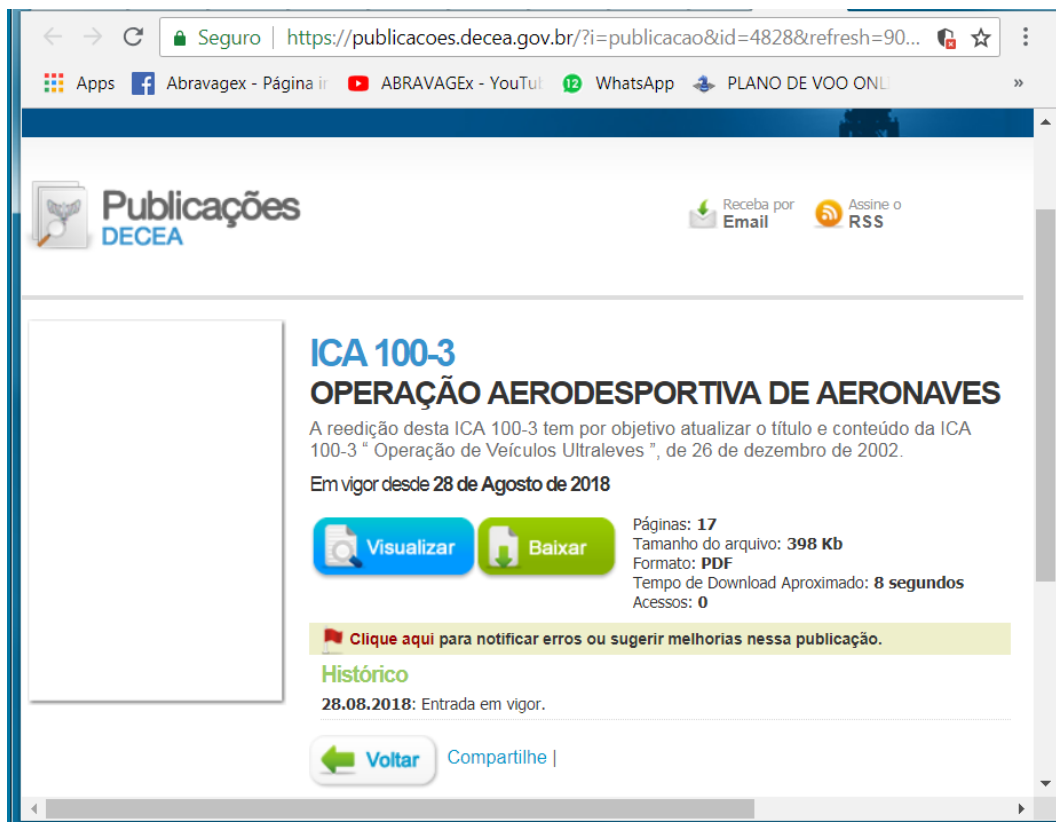 Seguro | https://publicacoes.decea.gov.br/?i=publicacao&id=4828&refresh=90...
Apps Abravagex - Página in ABRAVAGEx - YouTub 12 WhatsApp PLANO DE VOO ONL »
Publicações
DECEA
Receba por
Email
Assine o
RSS
ICA 100-3
OPERAÇÃO AERODESPORTIVA DE AERONAVES
A reedição desta ICA 100-3 tem por objetivo atualizar o título e conteúdo da ICA
100-3 “ Operação de Veículos Ultraleves ”, de 26 de dezembro de 2002.
Em vigor desde 28 de Agosto de 2018
Visualizar
Baixar
Páginas: 17
Tamanho do arquivo: 398 Kb
Formato: PDF
Tempo de Download Aproximado: 8 segundos
Acessos: 0
Clique aqui para notificar erros ou sugerir melhorias nessa publicação.
Histórico
28.08.2018: Entrada em vigor.
Voltar
Compartilhe |